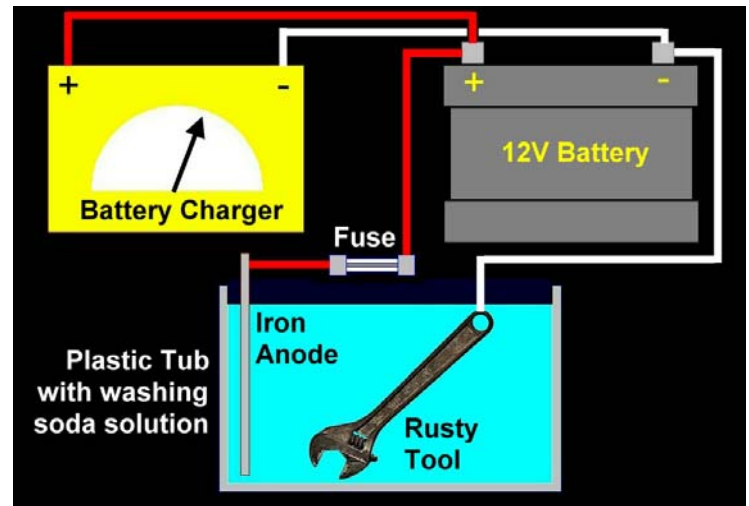 + -
Battery Charger
+ -
12V Battery
Fuse
Iron
Anode
Plastic Tub
with washing
soda solution
Rusty
Tool